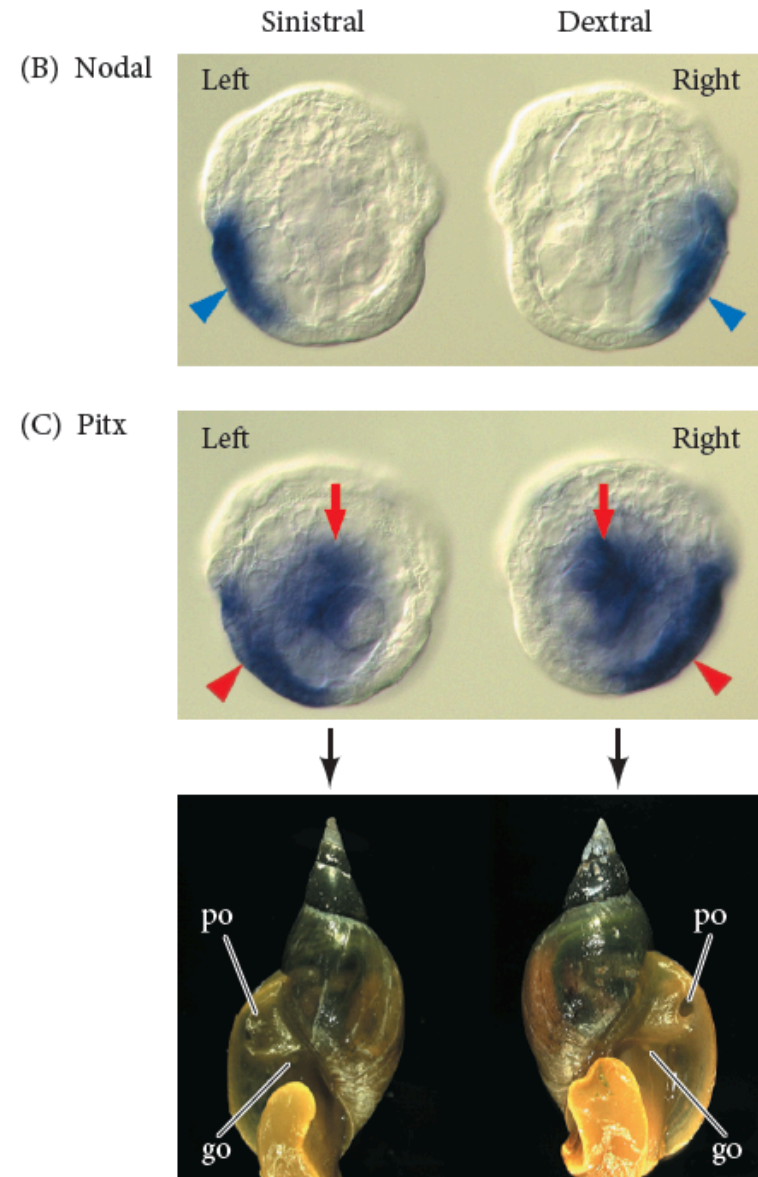 Sinistral Dextral
(B) Nodal
Left Right
(C) Pitx
Left Right
po po
go go